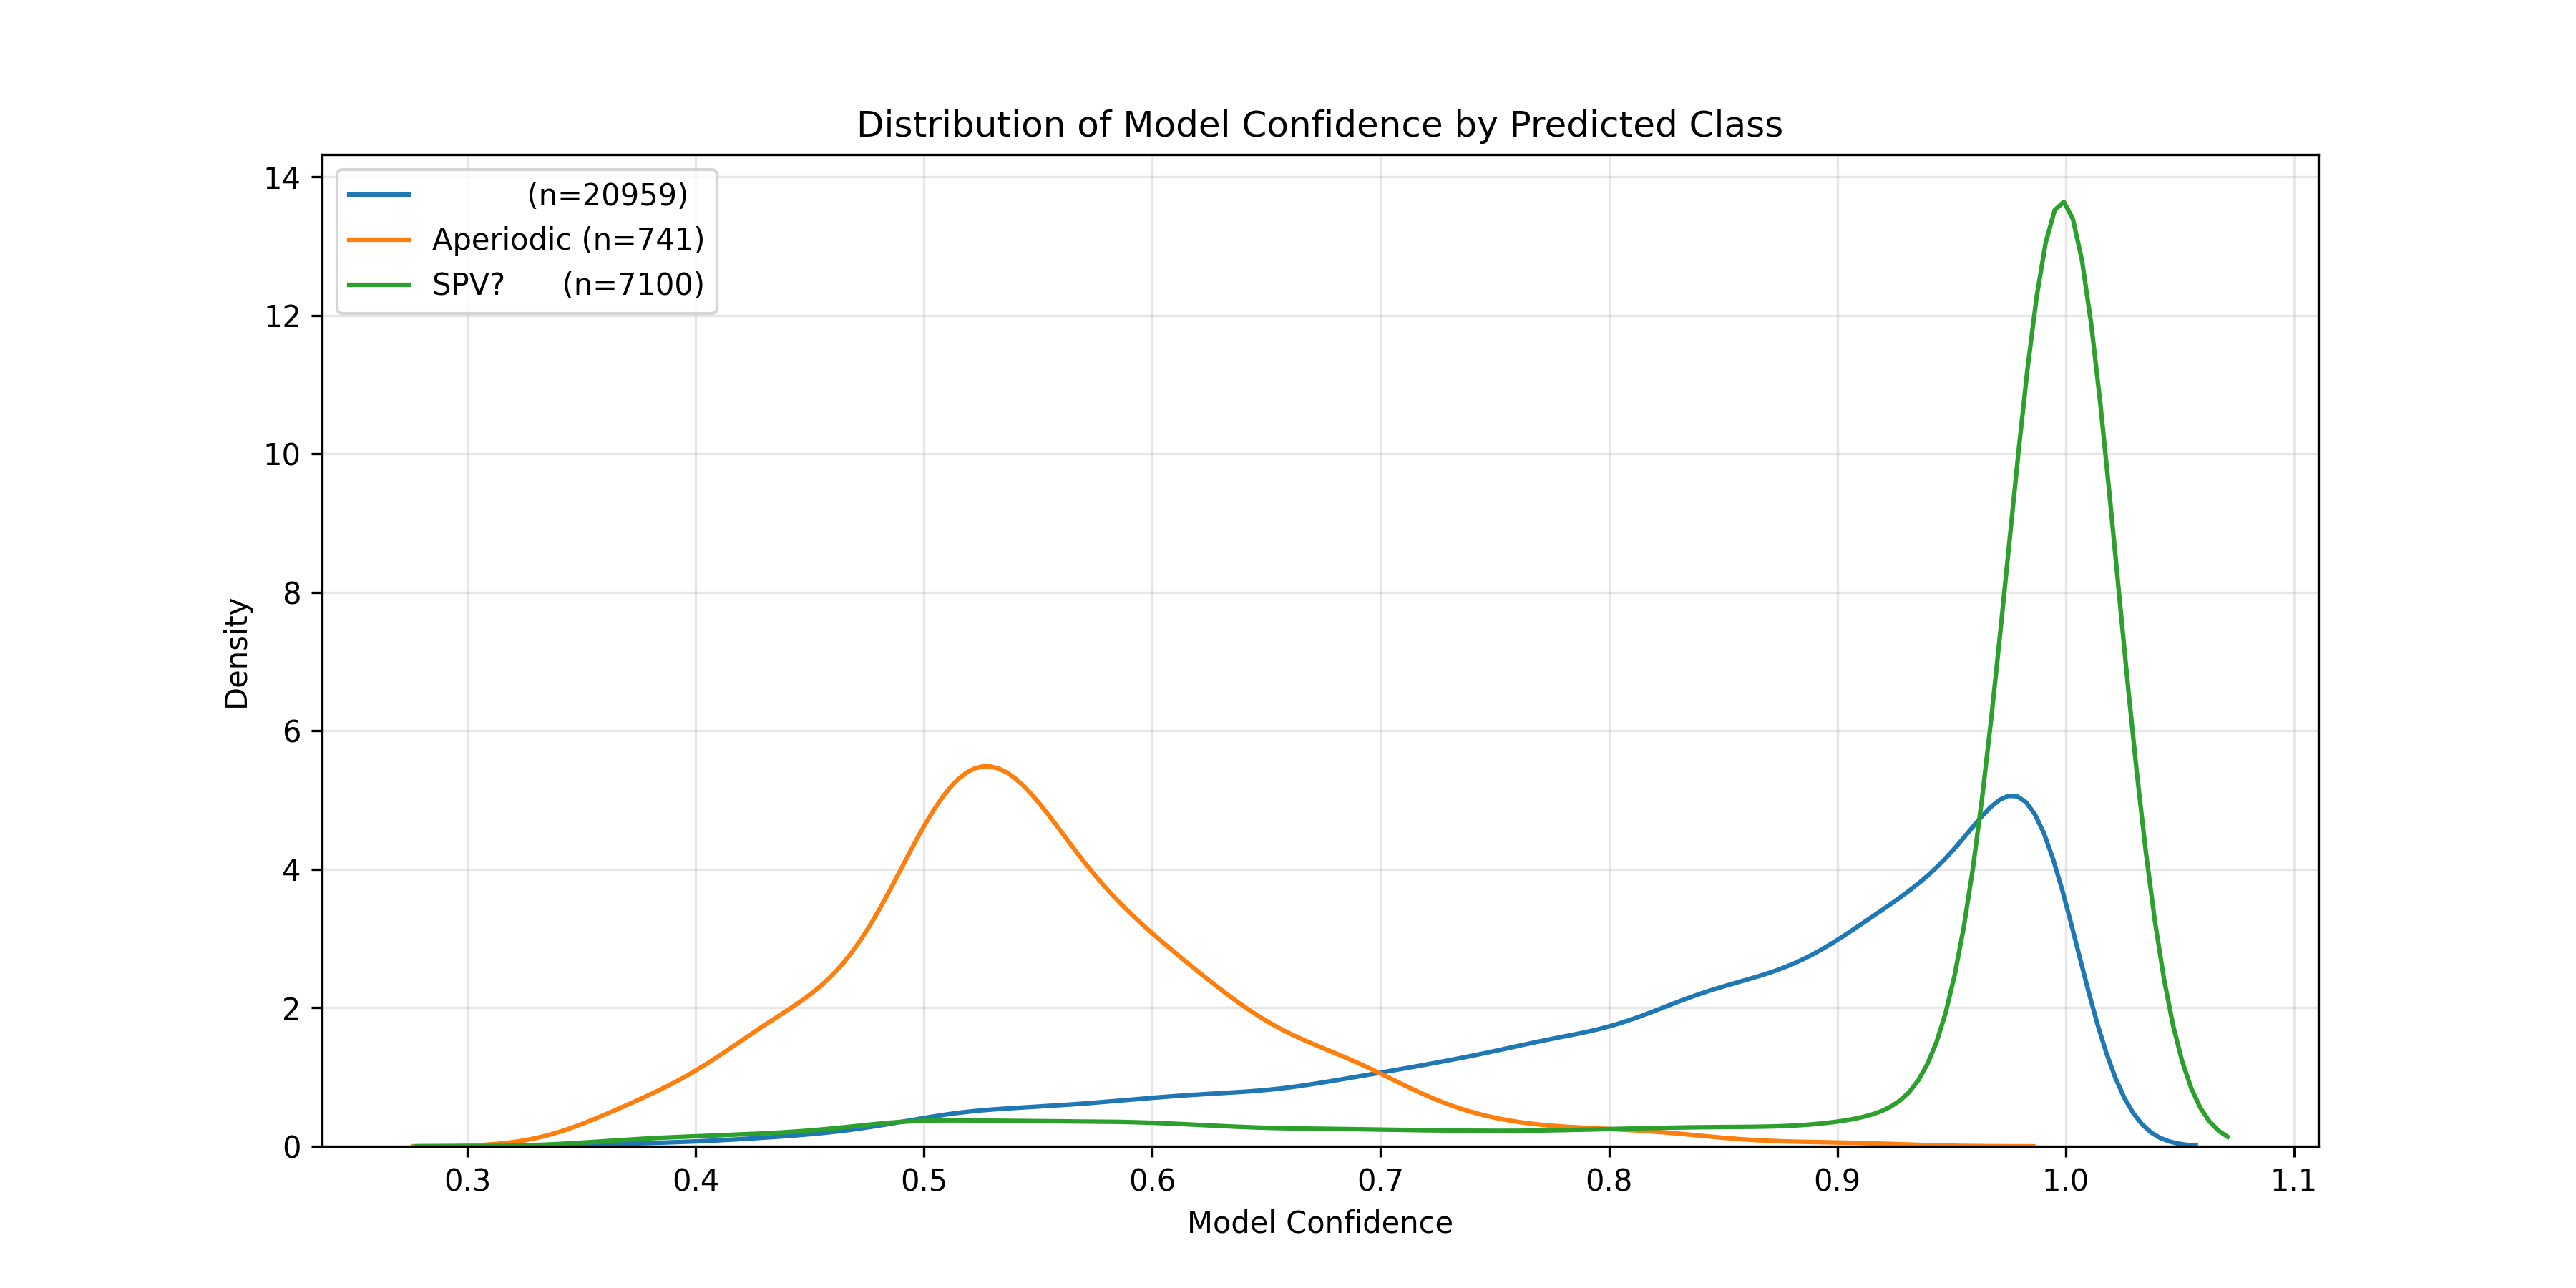 Distribution of Model Confidence by Predicted Class
(n=20959)
Aperiodic (n=741)
SPV? (n=7100)
14
12
10
8
6
4
2
0
Density
0.3 0.4 0.5 0.6 0.7 0.8 0.9 1.0 1.1
Model Confidence